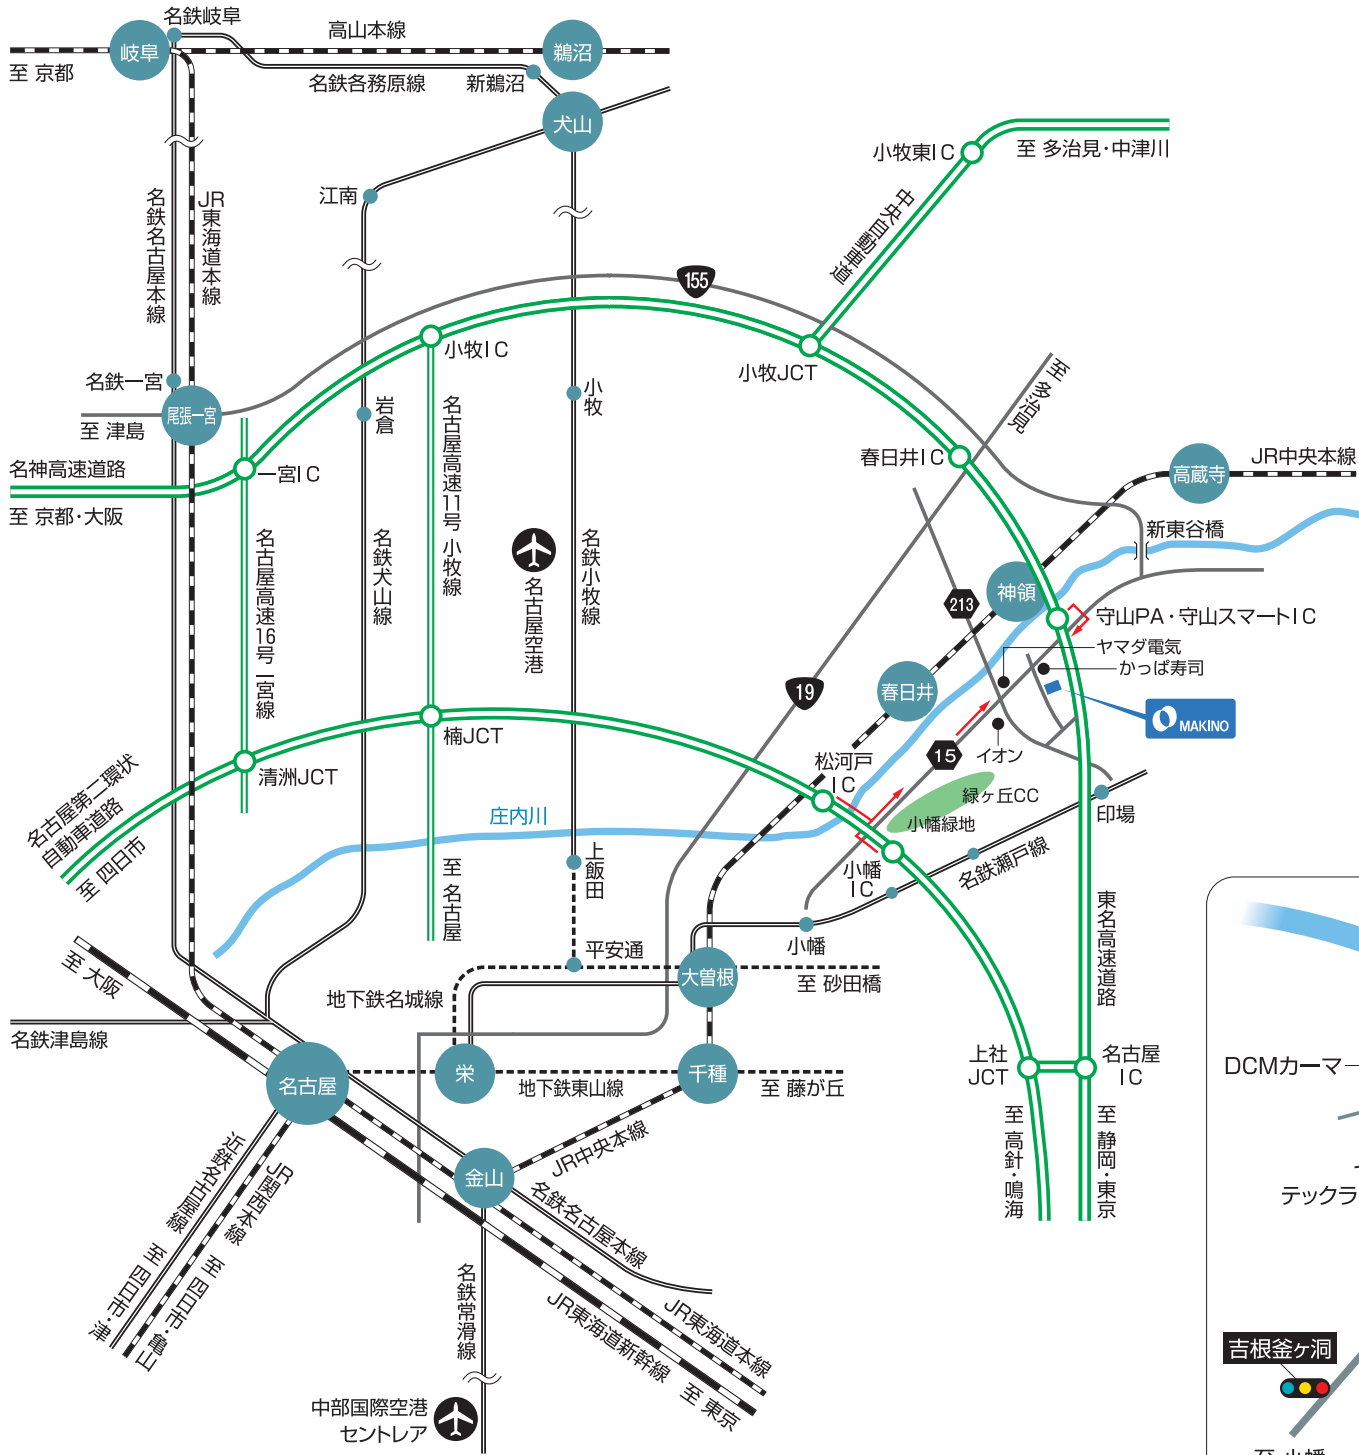 名鉄岐阜
高山本線
岐阜
鵜沼
至 京都
名鉄各務原線
新鵜沼
犬山
小牧東IC
至 多治見・中津川
江南
中央自動車道
名鉄名古屋本線
JR東海道本線
155
小牧IC
小牧JCT
名鉄一宮
尾張一宮
至 津島
岩倉
小牧
至 多治見
春日井IC
高蔵寺
JR中央本線
名神高速道路
一宮IC
至 京都・大阪
名古屋高速11号 小牧線
名古屋高速16号 一宮線
名鉄犬山線
名古屋空港
名鉄小牧線
新東谷橋
神領
213
守山PA・守山スマートIC
ヤマダ電気
かっぱ寿司
19
春日井
MAKINO
楠JCT
15
イオン
清洲JCT
松河戸
IC
緑ヶ丘CC
小幡緑地
印場
名古屋第二環状
自動車道路
至 四日市
庄内川
上飯田
小幡
IC
名鉄瀬戸線
至 名古屋
東名高速道路
平安通
小幡
大曽根
至 砂田橋
至 大阪
地下鉄名城線
名鉄津島線
名古屋
栄
千種
地下鉄東山線
至 藤が丘
上社
JCT
名古屋
IC
DCMカーマ
至 高針・鳴海
至 静岡・東京
JR中央本線
金山
近鉄名古屋線 至 四日市・津
JR関西本線 至 四日市・亀山
名鉄名古屋本線
テックラ
名鉄常滑線
JR東海道本線
JR東海道新幹線 至 東京
吉根釜ヶ洞
中部国際空港
セントレア
至 小幡